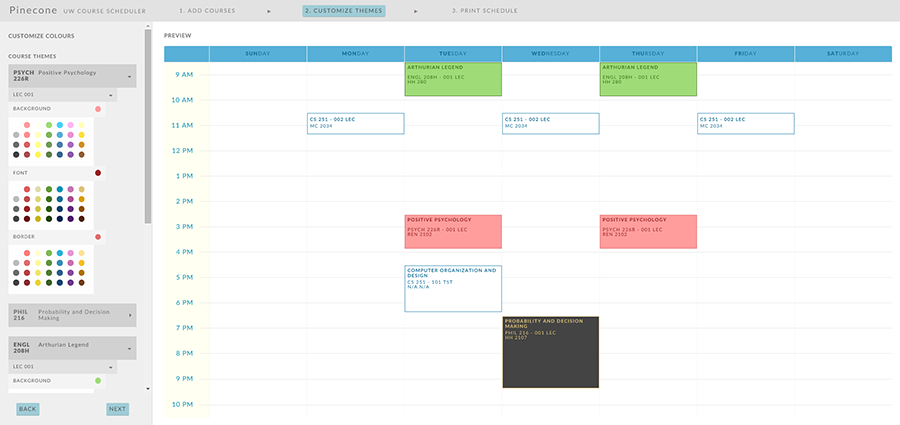 Pinecone UW COURSE SCHEDULER
1. ADD COURSES
2. CUSTOMIZE THEMES
3. PRINT SCHEDULE
CUSTOMIZE COLOURS
COURSE THEMES
PSYCH 226R Positive Psychology
LEC 001
BACKGROUND
FONT
BORDER
PHIL 216 Probability and Decision Making
ENGL 208H Arthurian Legend
LEC 001
BACKGROUND
BACK
NEXT
PREVIEW
SUNDAY
MONDAY
TUESDAY
WEDNESDAY
THURSDAY
FRIDAY
SATURDAY
9 AM
10 AM
11 AM
12 PM
1 PM
2 PM
3 PM
4 PM
5 PM
6 PM
7 PM
8 PM
9 PM
10 PM
ARTHURIAN LEGEND
ENGL 208H - 001 LEC
HH 280
ARTHURIAN LEGEND
ENGL 208H - 001 LEC
HH 280
CS 251 - 002 LEC
MC 2034
CS 251 - 002 LEC
MC 2034
CS 251 - 002 LEC
MC 2034
POSITIVE PSYCHOLOGY
PSYCH 226R - 001 LEC
REN 2102
POSITIVE PSYCHOLOGY
PSYCH 226R - 001 LEC
REN 2102
COMPUTER ORGANIZATION AND
DESIGN
CS 251 - 101 TST
N/A N/A
PROBABILITY AND DECISION
MAKING
PHIL 216 - 001 LEC
HH 2107